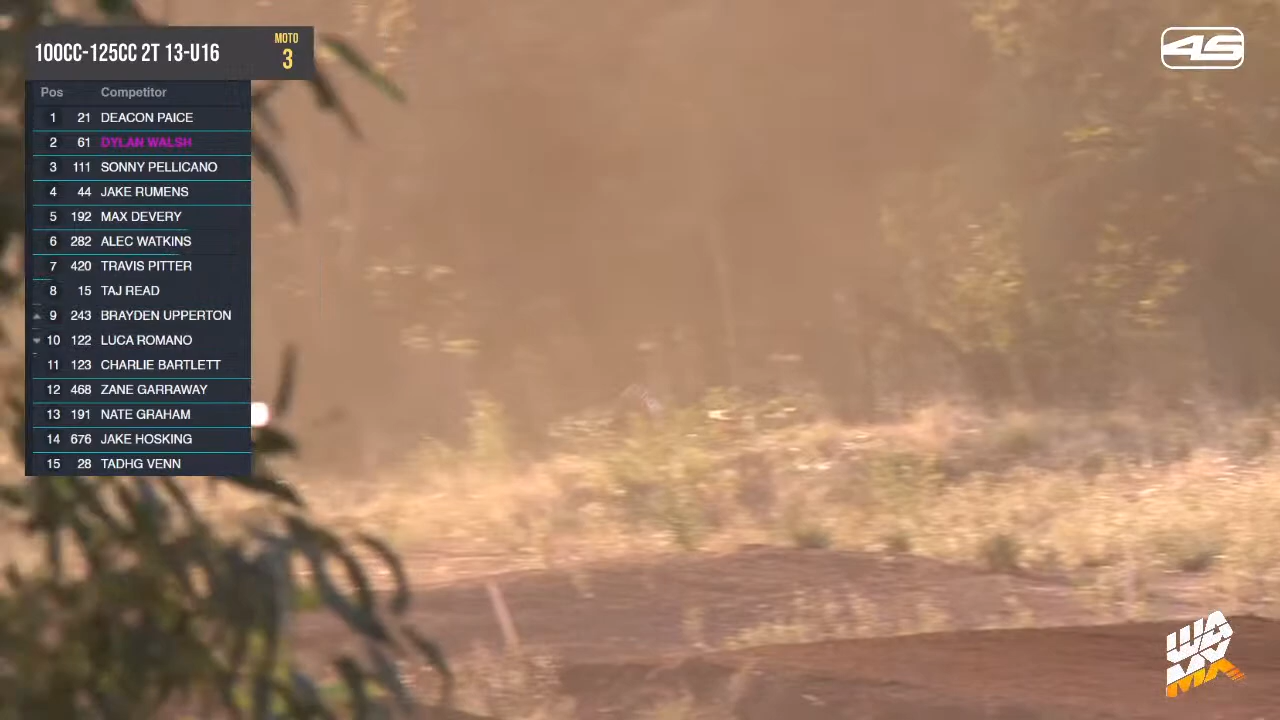 100CC-125CC 2T 13-U16
MOTO
3
Pos Competitor
1 21 DEACON PAICE
2 61 DYLAN WALSH
3 111 SONNY PELLICANO
4 44 JAKE RUMENS
5 192 MAX DEVERY
6 282 ALEC WATKINS
7 420 TRAVIS PITTER
8 15 TAJ READ
9 243 BRAYDEN UPPERTON
10 122 LUCA ROMANO
11 123 CHARLIE BARTLETT
12 468 ZANE GARRAWAY
13 191 NATE GRAHAM
14 676 JAKE HOSKING
15 28 TADHG VENN
4S